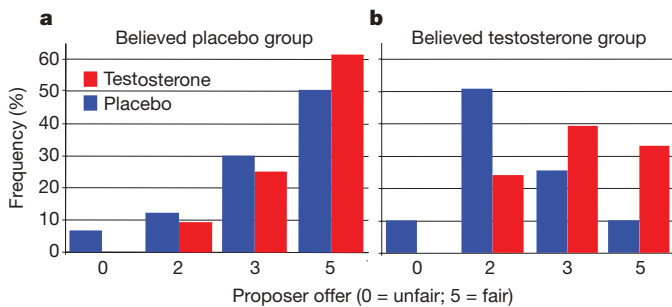 a
Believed placebo group
b
Believed testosterone group
Frequency (%)
60
50
40
30
20
10
0
Testosterone
Placebo
0 2 3 5
0 2 3 5
Proposer offer (0 = unfair; 5 = fair)